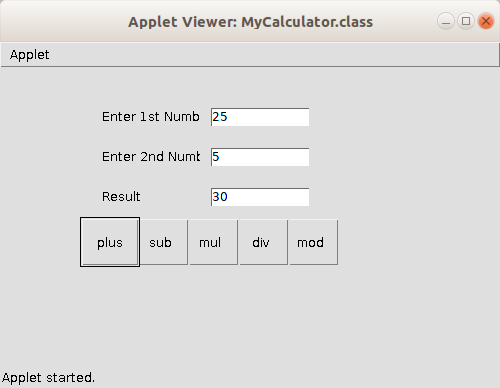 Applet Viewer: MyCalculator.class
Applet
Enter 1st Numb 25
Enter 2nd Numb 5
Result 30
plus sub mul div mod
Applet started.